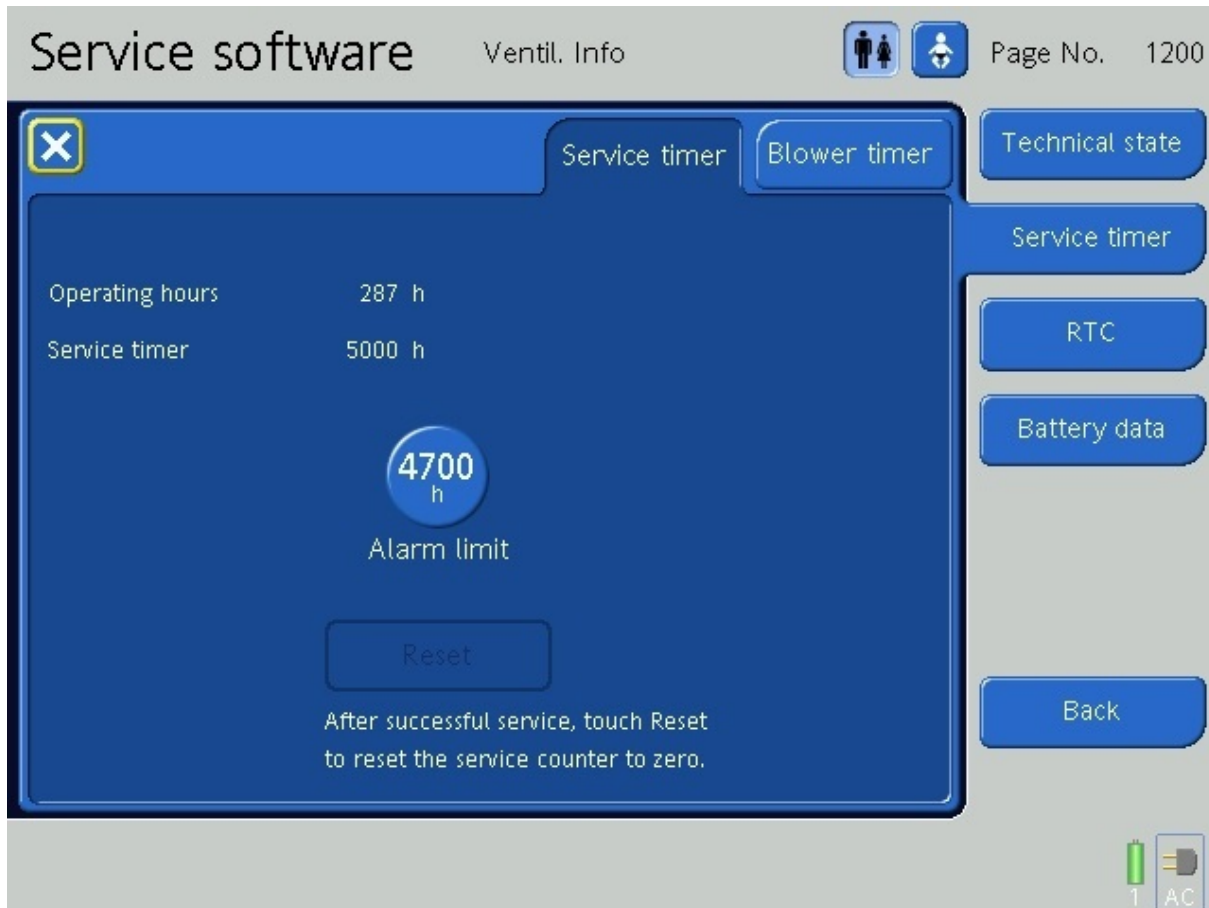 Service software Ventil. Info Page No. 1200
Service timer Blower timer
Technical state
Service timer
RTC
Battery data
Back
Operating hours 287 h
Service timer 5000 h
4700
h
Alarm limit
Reset
After successful service, touch Reset
to reset the service counter to zero.
1 AC